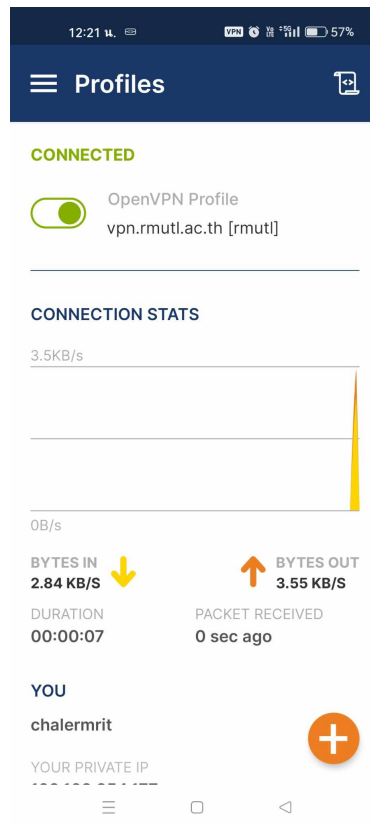 12:21 น. VPN 5G 57%
Profiles
CONNECTED
OpenVPN Profile
vpn.rmutl.ac.th [rmutl]
CONNECTION STATS
3.5KB/s
0B/s
BYTES IN BYTES OUT
2.84 KB/S 3.55 KB/S
DURATION PACKET RECEIVED
00:00:07 0 sec ago
YOU
chalermrit
YOUR PRIVATE IP